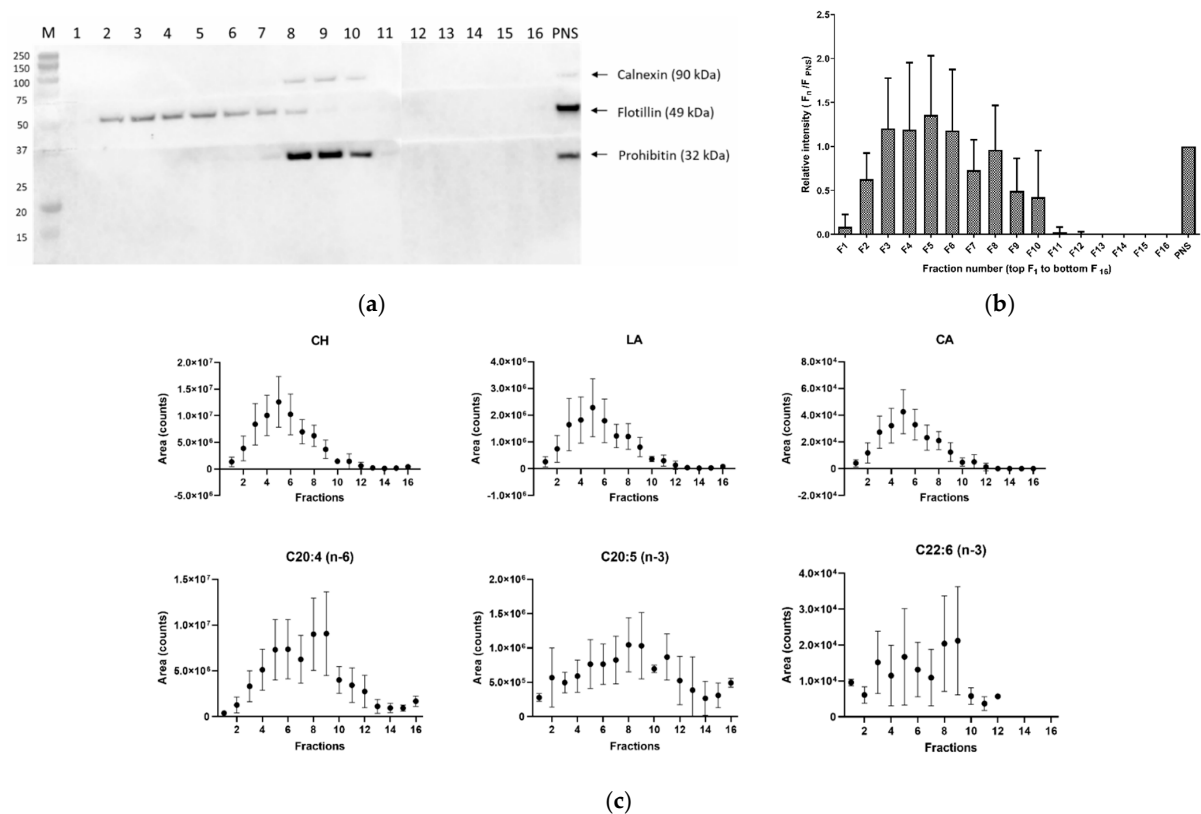 M 1 2 3 4 5 6 7 8 9 10 11 12 13 14 15 16 PNS
250
150
100
75
50
37
25
20
15
Calnexin (90 kDa)
Flotillin (49 kDa)
Prohibitin (32 kDa)
(a)
Relative intensity ( Fn /F PNS)
2.5
2.0
1.5
1.0
0.5
0.0
F1 F2 F3 F4 F5 F6 F7 F8 F9 F10 F11 F12 F13 F14 F15 F16 PNS
Fraction number (top F1 to bottom F 16)
(b)
CH
Area (counts)
2.0×10⁷
1.5×10⁷
1.0×10⁷
5.0×10⁶
0
-5.0×10⁶
2 4 6 8 10 12 14 16
Fractions
LA
Area (counts)
4.0×10⁶
3.0×10⁶
2.0×10⁶
1.0×10⁶
0
-1.0×10⁶
2 4 6 8 10 12 14 16
Fractions
CA
Area (counts)
8.0×10⁴
6.0×10⁴
4.0×10⁴
2.0×10⁴
0
-2.0×10⁴
2 4 6 8 10 12 14 16
Fractions
C20:4 (n-6)
Area (counts)
1.5×10⁷
1.0×10⁷
5.0×10⁶
0
2 4 6 8 10 12 14 16
Fractions
C20:5 (n-3)
Area (counts)
2.0×10⁶
1.5×10⁶
1.0×10⁶
5.0×10⁵
0
2 4 6 8 10 12 14 16
Fractions
C22:6 (n-3)
Area (counts)
4.0×10⁴
3.0×10⁴
2.0×10⁴
1.0×10⁴
0
2 4 6 8 10 12 14 16
Fractions
(c)